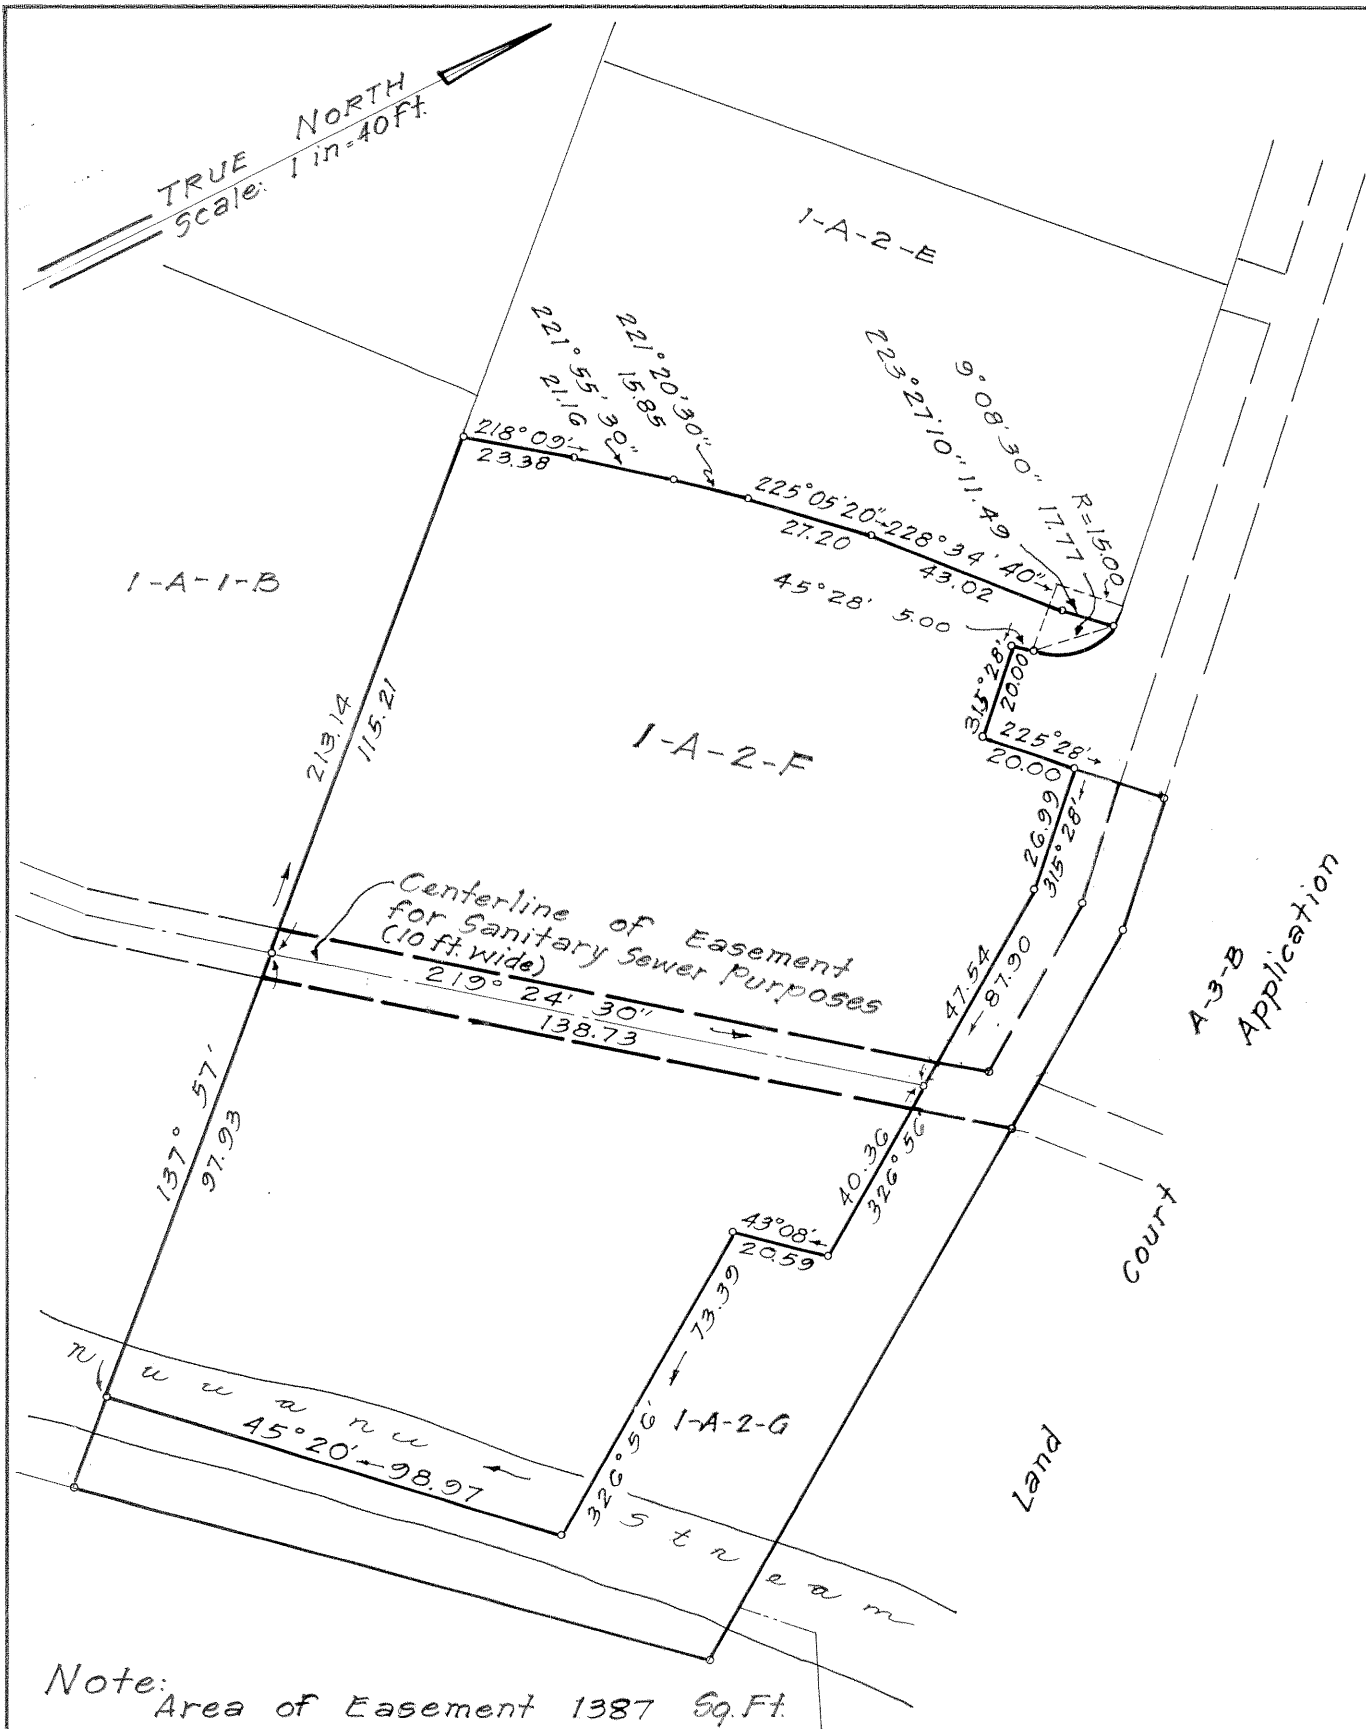 TRUE NORTH
Scale: 1 in=40ft.
1-A-2-E
221°55'30"
21.16
221°20'30"
15.85
223°27'10" 11.49
9°08'30" 17.77
R=15.00
218°09'
23.38
225°05'20"
27.20
228°34'40"
43.02
45°28' 5.00
1-A-1-B
315°28'
20.00
225°28'
20.00
213.14
115.21
1-A-2-F
26.99
315°28'
Centerline of Easement
for Sanitary Sewer Purposes
(10 ft. wide)
219° 24' 30"
138.73
47.54
87.90
A-3-B
Application
137° 57'
97.93
40.36
326°56'
43°08'
20.59
Court
73.39
326°56'
1-A-2-G
Land
nuuanu
45°20' 98.97
Stream
Note:
Area of Easement 1387 Sq.Ft.